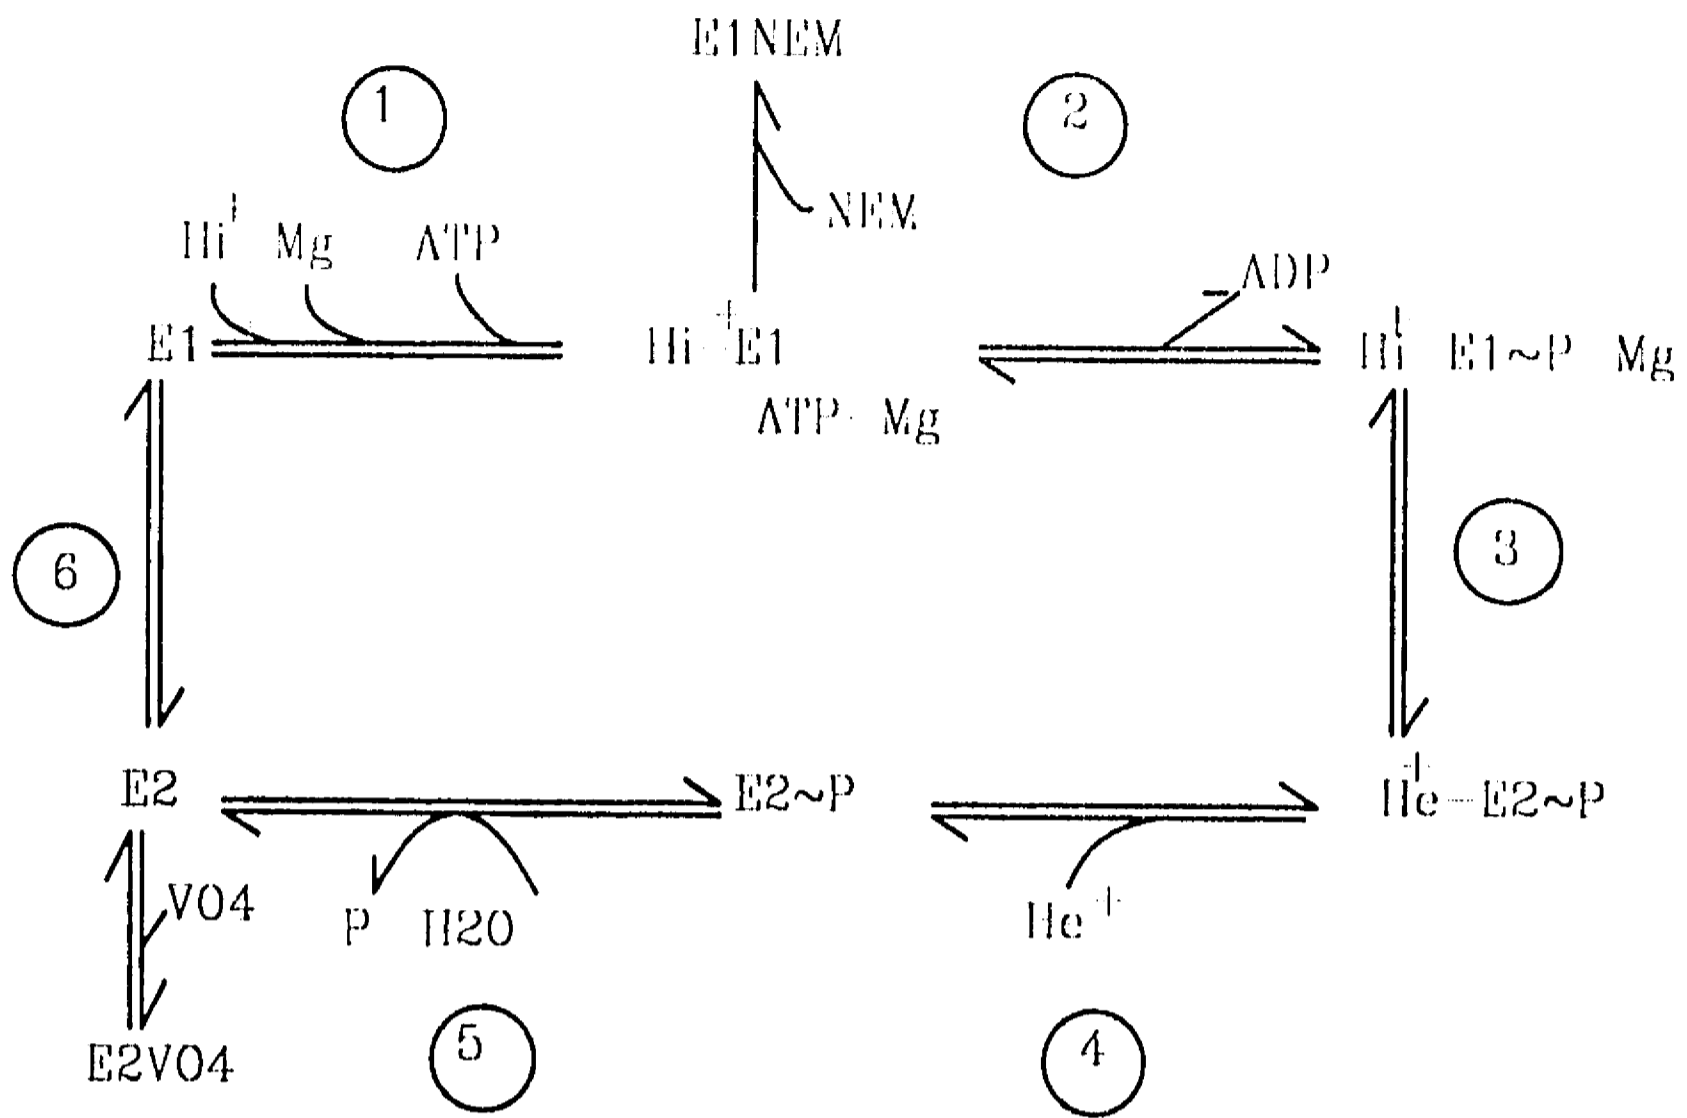 E1NEM
1
2
NEM
Hi+ Mg ATP
ADP
E1
Hi-+E1
Hi+ E1~P Mg
ATP- Mg
6
3
E2
E2~P
He+-E2~P
VO4
P H2O
He+
5
4
E2VO4